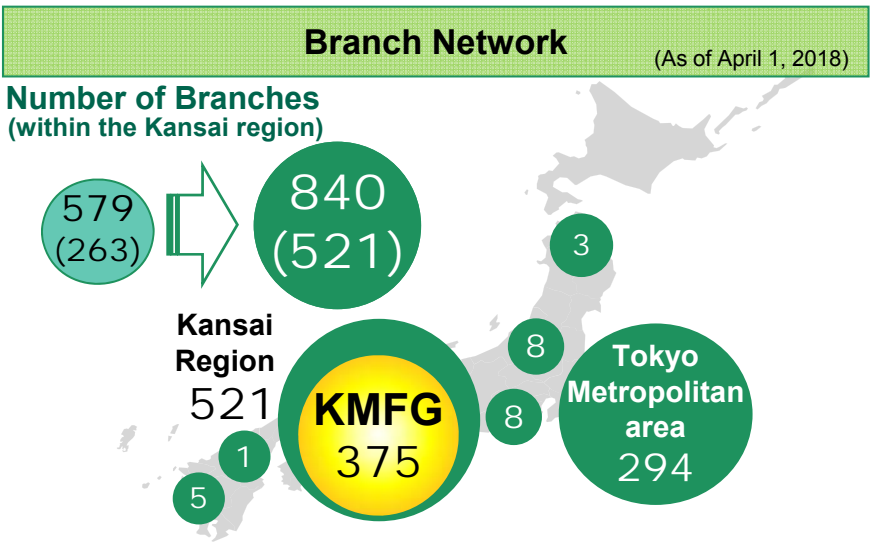 Branch Network
(As of April 1, 2018)
Number of Branches
(within the Kansai region)
579
(263)
840
(521)
3
Kansai
Region
521
KMFG
375
8
8
Tokyo
Metropolitan
area
294
1
5